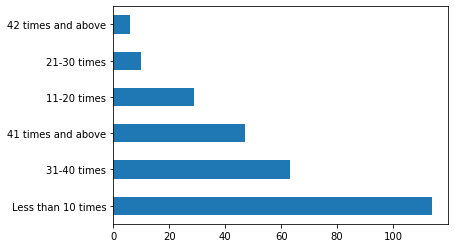 42 times and above
21-30 times
11-20 times
41 times and above
31-40 times
Less than 10 times
0 20 40 60 80 100